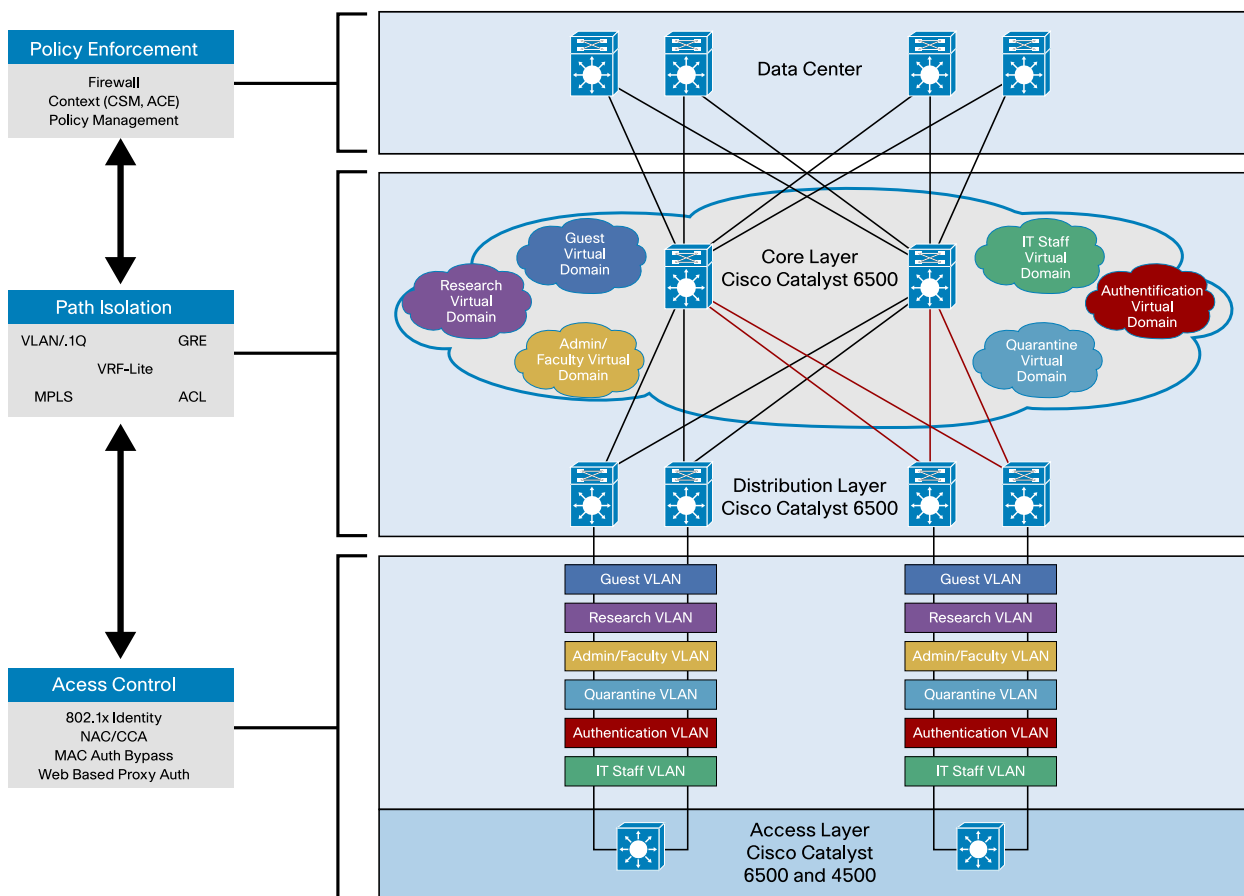 Policy Enforcement
Firewall
Context (CSM, ACE)
Policy Management
Path Isolation
VLAN/.1Q
GRE
VRF-Lite
MPLS
ACL
Acess Control
802.1x Identity
NAC/CCA
MAC Auth Bypass
Web Based Proxy Auth
Data Center
Guest
Virtual
Domain
Research
Virtual
Domain
Admin/
Faculty Virtual
Domain
Core Layer
Cisco Catalyst 6500
IT Staff
Virtual
Domain
Authentification
Virtual
Domain
Quarantine
Virtual
Domain
Distribution Layer
Cisco Catalyst 6500
Guest VLAN
Research VLAN
Admin/Faculty VLAN
Quarantine VLAN
Authentication VLAN
IT Staff VLAN
Guest VLAN
Research VLAN
Admin/Faculty VLAN
Quarantine VLAN
Authentication VLAN
IT Staff VLAN
Access Layer
Cisco Catalyst
6500 and 4500